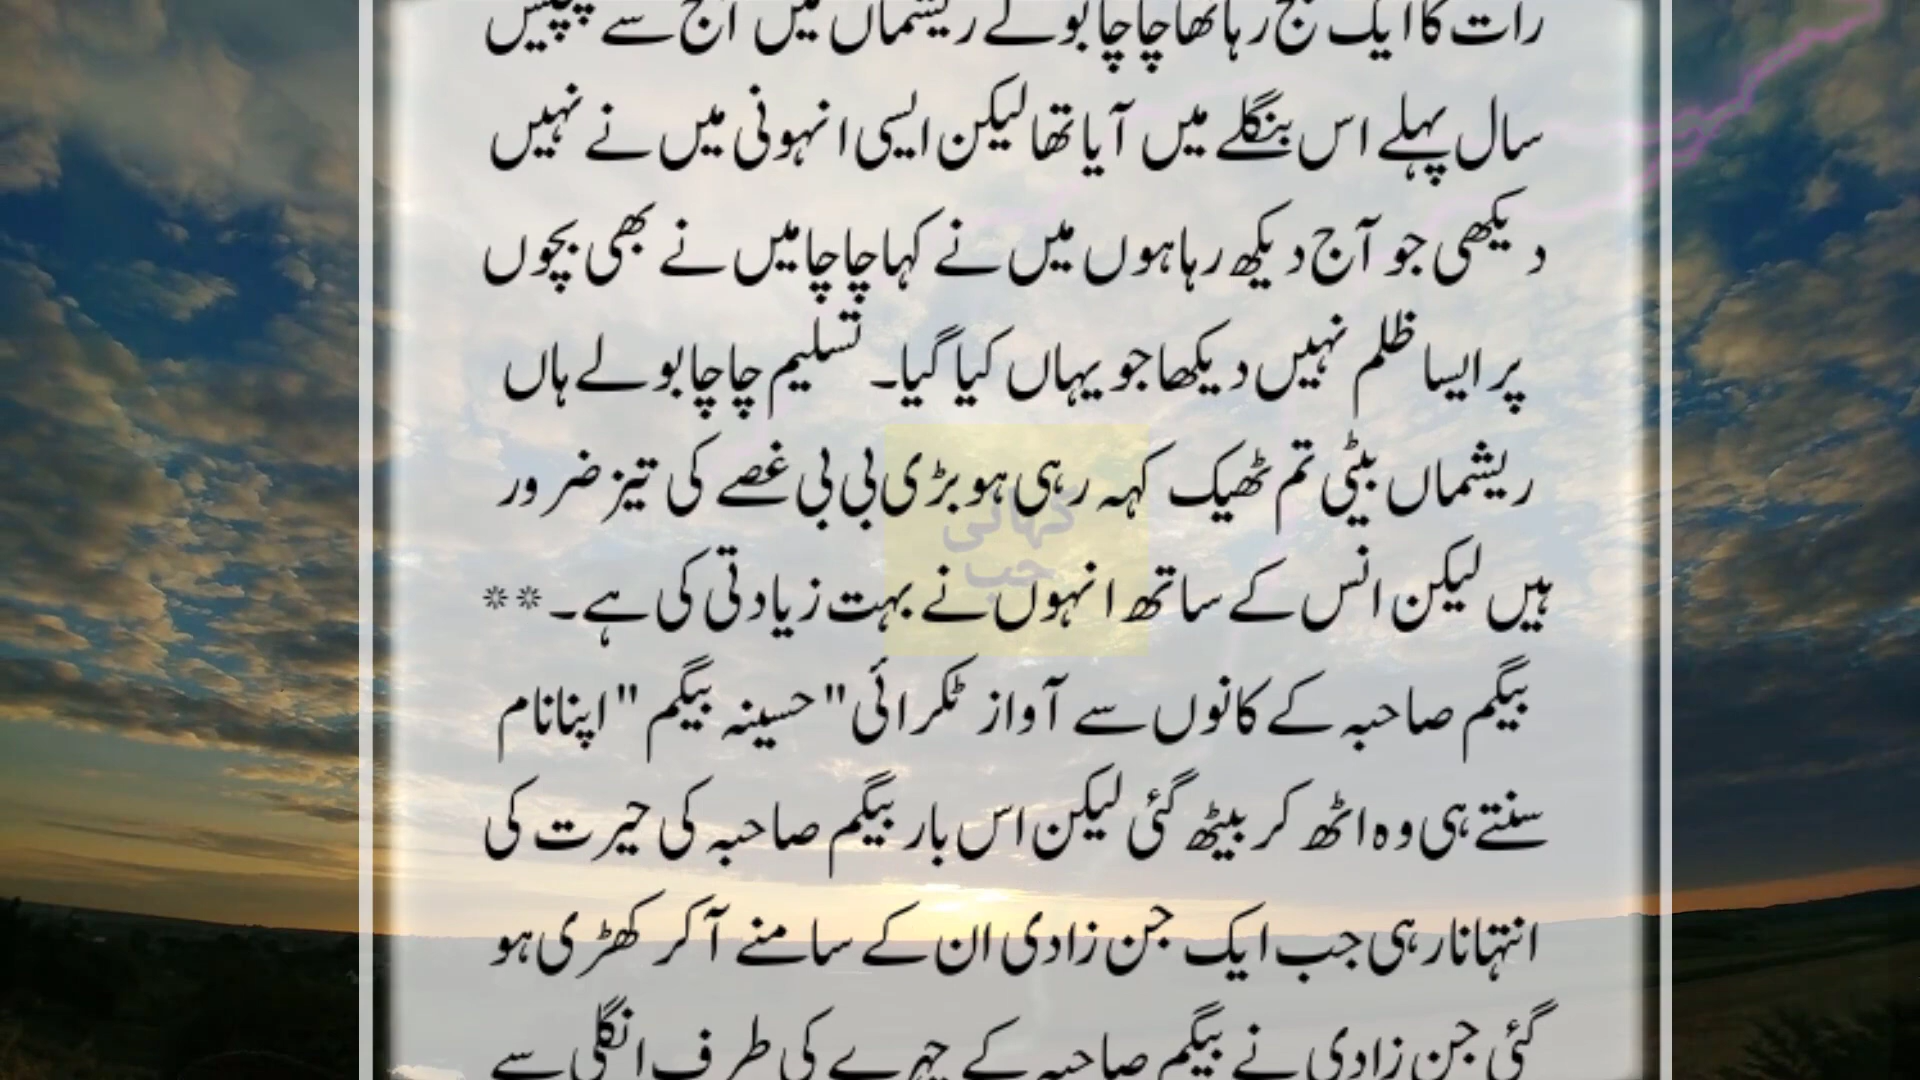 رات کا ایک بج رہا تھا چاچا بولے ریشماں میں آج سے پچیس
سال پہلے اس بنگلے میں آیا تھا لیکن ایسی انہونی میں نے نہیں
دیکھی جو آج دیکھ رہا ہوں میں نے کہا چاچا میں نے بھی بچوں
پر ایسا ظلم نہیں دیکھا جو یہاں کیا گیا۔ تسلیم چاچا بولے ہاں
ریشماں بیٹی تم ٹھیک کہہ رہی ہو بڑی بی بی غصے کی تیز ضرور
کہانی
جب
ہیں لیکن انس کے ساتھ انہوں نے بہت زیادتی کی ہے۔ **
بیگم صاحبہ کے کانوں سے آواز ٹکرائی "حسینہ بیگم" اپنا نام
سنتے ہی وہ اٹھ کر بیٹھ گئی لیکن اس بار بیگم صاحبہ کی حیرت کی
انتہا نا رہی جب ایک جن زادی ان کے سامنے آ کر کھڑی ہو
گئی جن زادی نے بیگم صاحبہ کے چہرے کی طرف انگلی سے